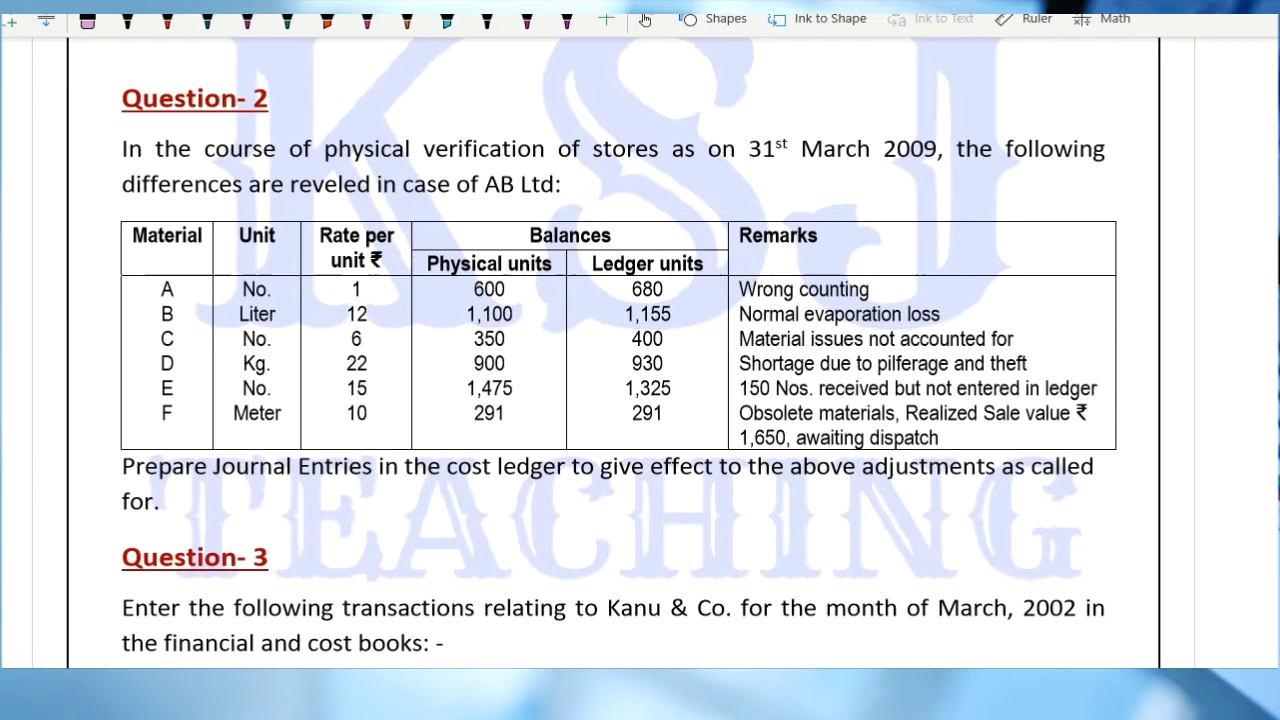 Shapes Ink to Shape Ink to Text Ruler Math
KSJ
Question- 2
In the course of physical verification of stores as on 31st March 2009, the following
differences are reveled in case of AB Ltd:
Material Unit Rate per unit ₹ Balances Remarks
Physical units Ledger units
A No. 1 600 680 Wrong counting
B Liter 12 1,100 1,155 Normal evaporation loss
C No. 6 350 400 Material issues not accounted for
D Kg. 22 900 930 Shortage due to pilferage and theft
E No. 15 1,475 1,325 150 Nos. received but not entered in ledger
F Meter 10 291 291 Obsolete materials, Realized Sale value ₹
1,650, awaiting dispatch
Prepare Journal Entries in the cost ledger to give effect to the above adjustments as called
for.
TEACHING
Question- 3
Enter the following transactions relating to Kanu & Co. for the month of March, 2002 in
the financial and cost books: -